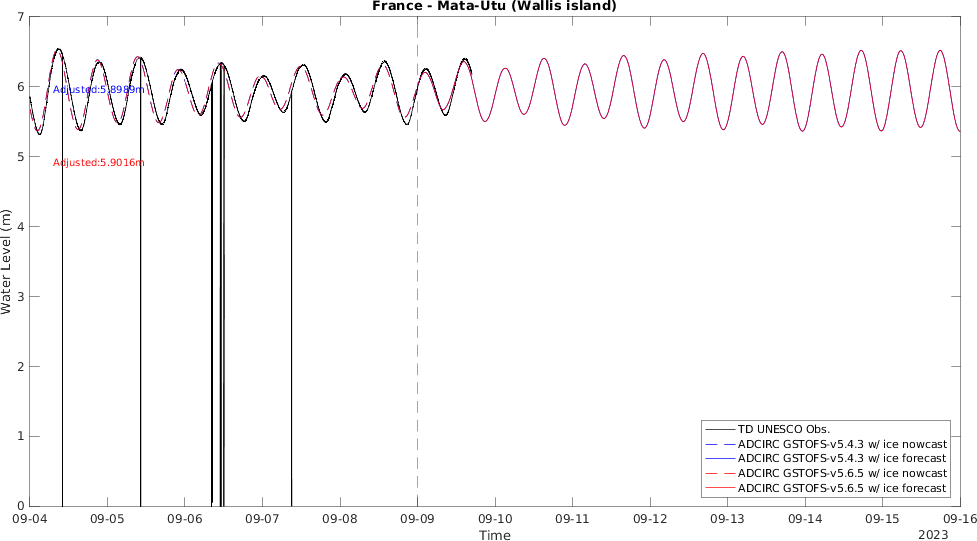 France - Mata-Utu (Wallis island)
7
6
5
4
3
2
1
0
Water Level (m)
Adjusted:5.8989m
Adjusted:5.9016m
TD UNESCO Obs.
ADCIRC GSTOFS-v5.4.3 w/ ice nowcast
ADCIRC GSTOFS-v5.4.3 w/ ice forecast
ADCIRC GSTOFS-v5.6.5 w/ ice nowcast
ADCIRC GSTOFS-v5.6.5 w/ ice forecast
09-04 09-05 09-06 09-07 09-08 09-09 09-10 09-11 09-12 09-13 09-14 09-15 09-16
Time
2023